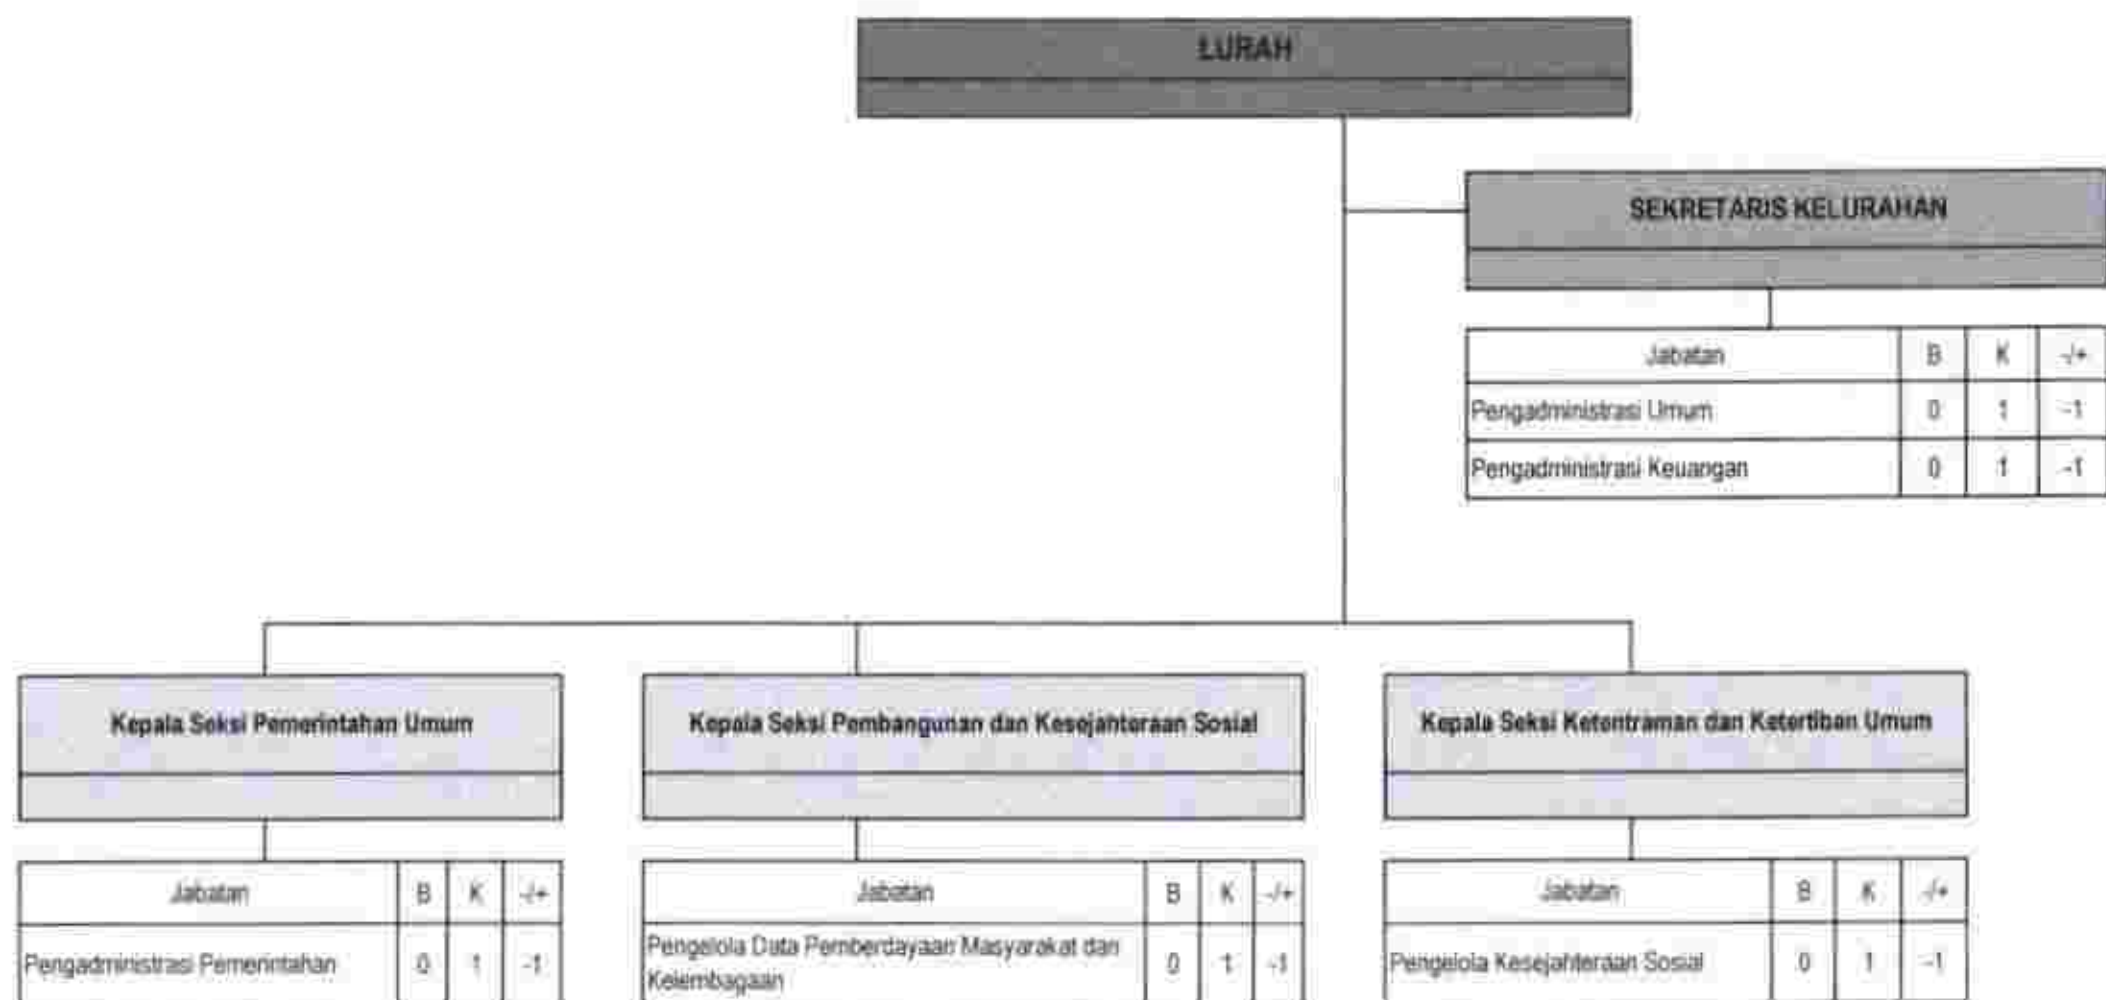 LURAH
SEKRETARIS KELURAHAN
Jabatan B K -/+
Pengadministrasi Umum 0 1 -1
Pengadministrasi Keuangan 0 1 -1
Kepala Seksi Pemerintahan Umum
Jabatan B K -/+
Pengadministrasi Pemerintahan 0 1 -1
Kepala Seksi Pembangunan dan Kesejahteraan Sosial
Jabatan B K -/+
Pengelola Data Pemberdayaan Masyarakat dan
Kelembagaan 0 1 -1
Kepala Seksi Ketentraman dan Ketertiban Umum
Jabatan B K -/+
Pengelola Kesejahteraan Sosial 0 1 -1